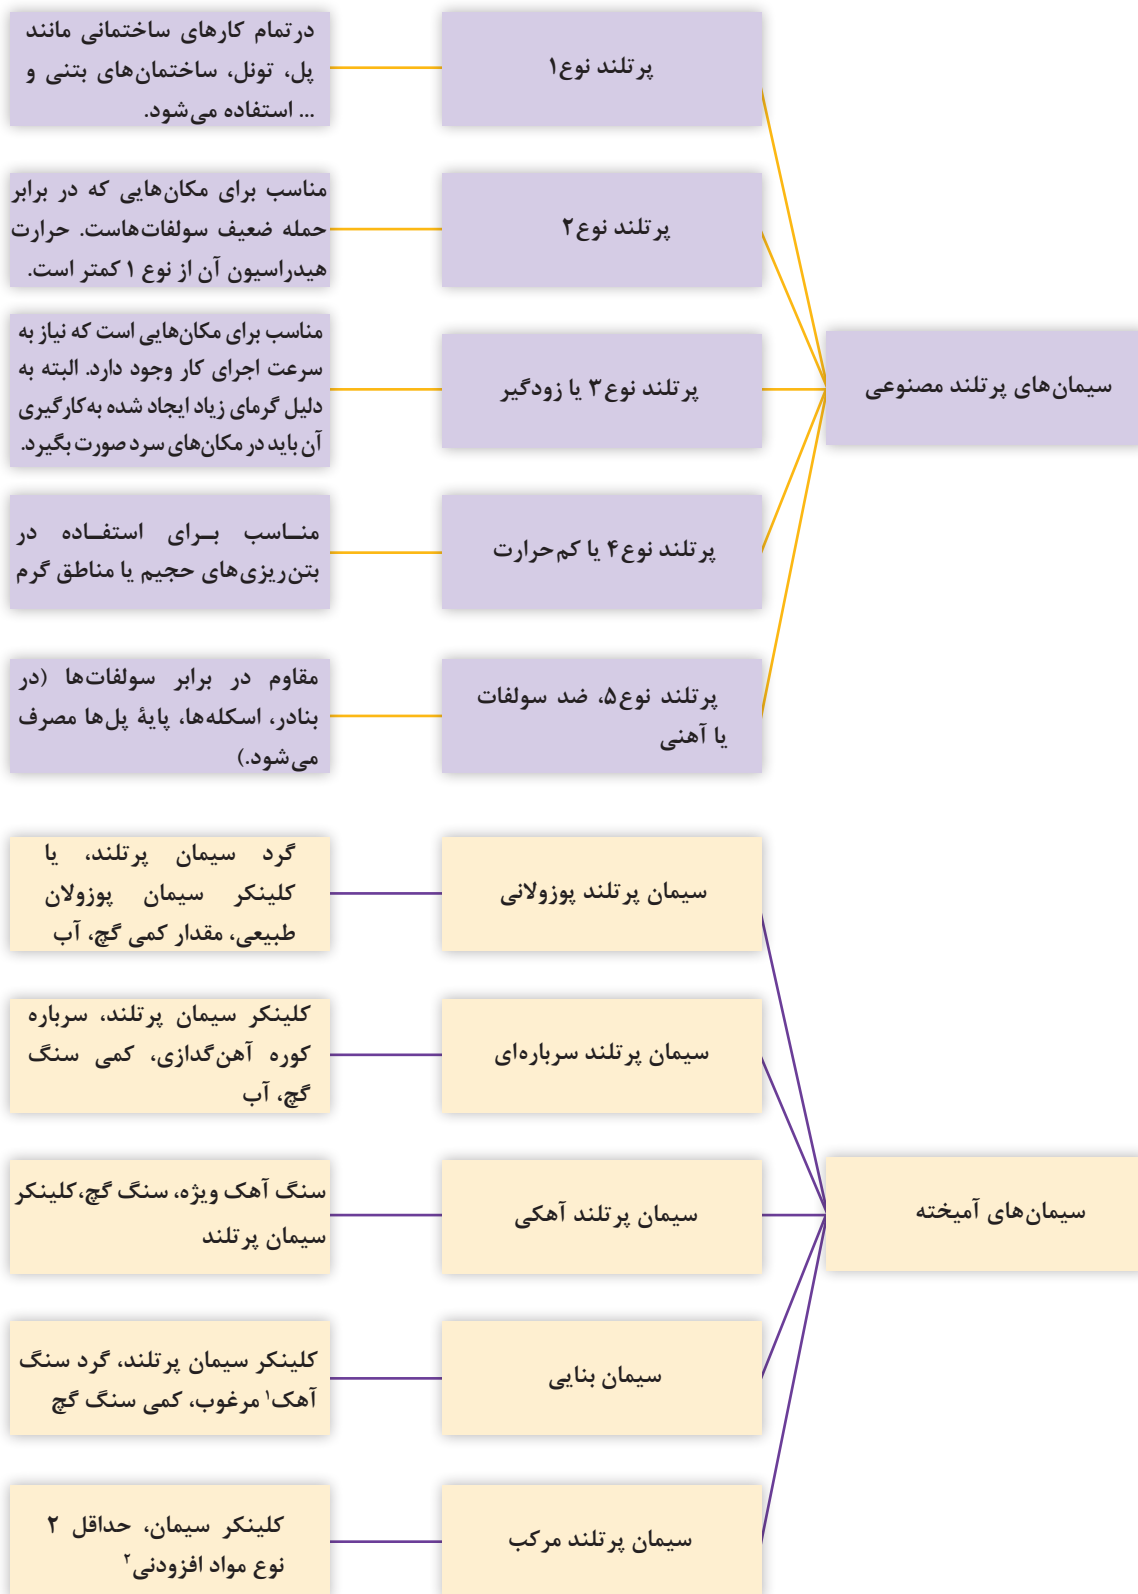 سیمان‌های پرتلند مصنوعی
پرتلند نوع۱
درتمام کارهای ساختمانی مانند
پل، تونل، ساختمان‌های بتنی و
... استفاده می‌شود.
پرتلند نوع۲
مناسب برای مکان‌هایی که در برابر
حمله ضعیف سولفات‌هاست. حرارت
هیدراسیون آن از نوع ۱ کمتر است.
پرتلند نوع۳ یا زودگیر
مناسب برای مکان‌هایی است که نیاز به
سرعت اجرای کار وجود دارد. البته به
دلیل گرمای زیاد ایجاد شده به‌کارگیری
آن باید در مکان‌های سرد صورت بگیرد.
پرتلند نوع۴ یا کم‌حرارت
منــاسب بــرای استفــاده در
بتن‌ریزی‌های حجیم یا مناطق گرم
پرتلند نوع۵، ضد سولفات
یا آهنی
مقاوم در برابر سولفات‌ها (در
بنادر، اسکله‌ها، پایهٔ پل‌ها مصرف
می‌شود.)
سیمان‌های آمیخته
سیمان پرتلند پوزولانی
گرد سیمان پرتلند، یا
کلینکر سیمان پوزولان
طبیعی، مقدار کمی گچ، آب
سیمان پرتلند سرباره‌ای
کلینکر سیمان پرتلند، سرباره
کوره آهن‌گدازی، کمی سنگ
گچ، آب
سیمان پرتلند آهکی
سنگ آهک ویژه، سنگ گچ،کلینکر
سیمان پرتلند
سیمان بنایی
کلینکر سیمان پرتلند، گرد سنگ
آهک۱ مرغوب، کمی سنگ گچ
سیمان پرتلند مرکب
کلینکر سیمان، حداقل ۲
نوع مواد افزودنی۲